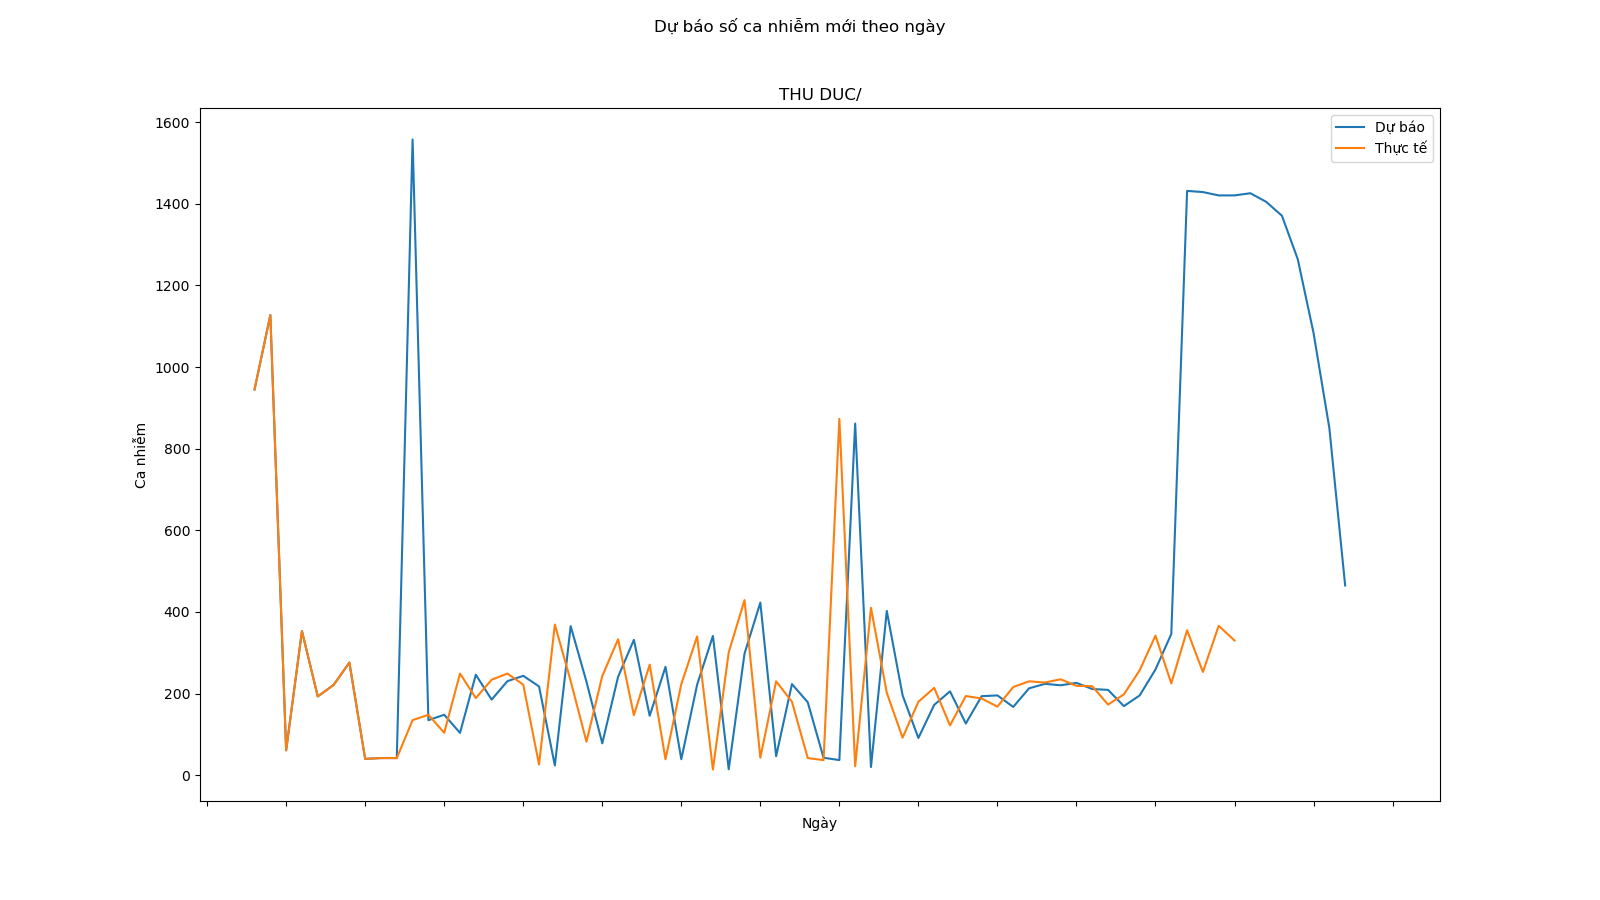 Dự báo số ca nhiễm mới theo ngày
THU DUC/
1600
1400
1200
1000
800
600
400
200
0
Ca nhiễm
Dự báo
Thực tế
Ngày